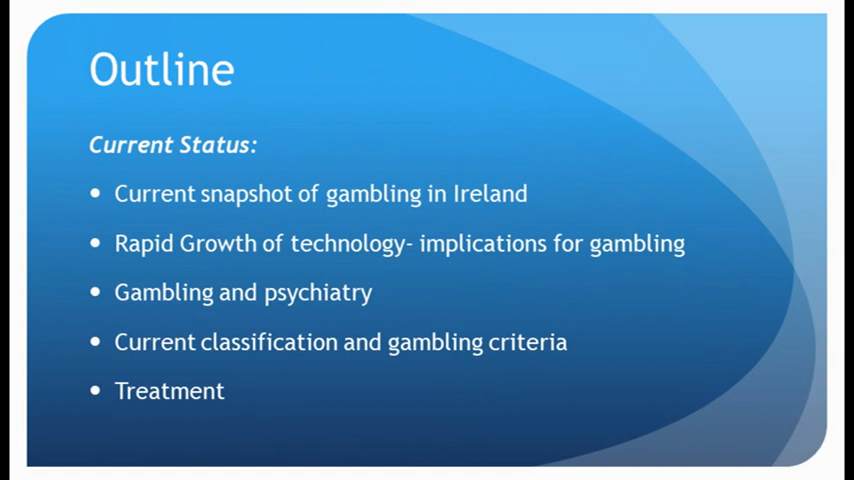 Outline
Current Status:
• Current snapshot of gambling in Ireland
• Rapid Growth of technology- implications for gambling
• Gambling and psychiatry
• Current classification and gambling criteria
• Treatment